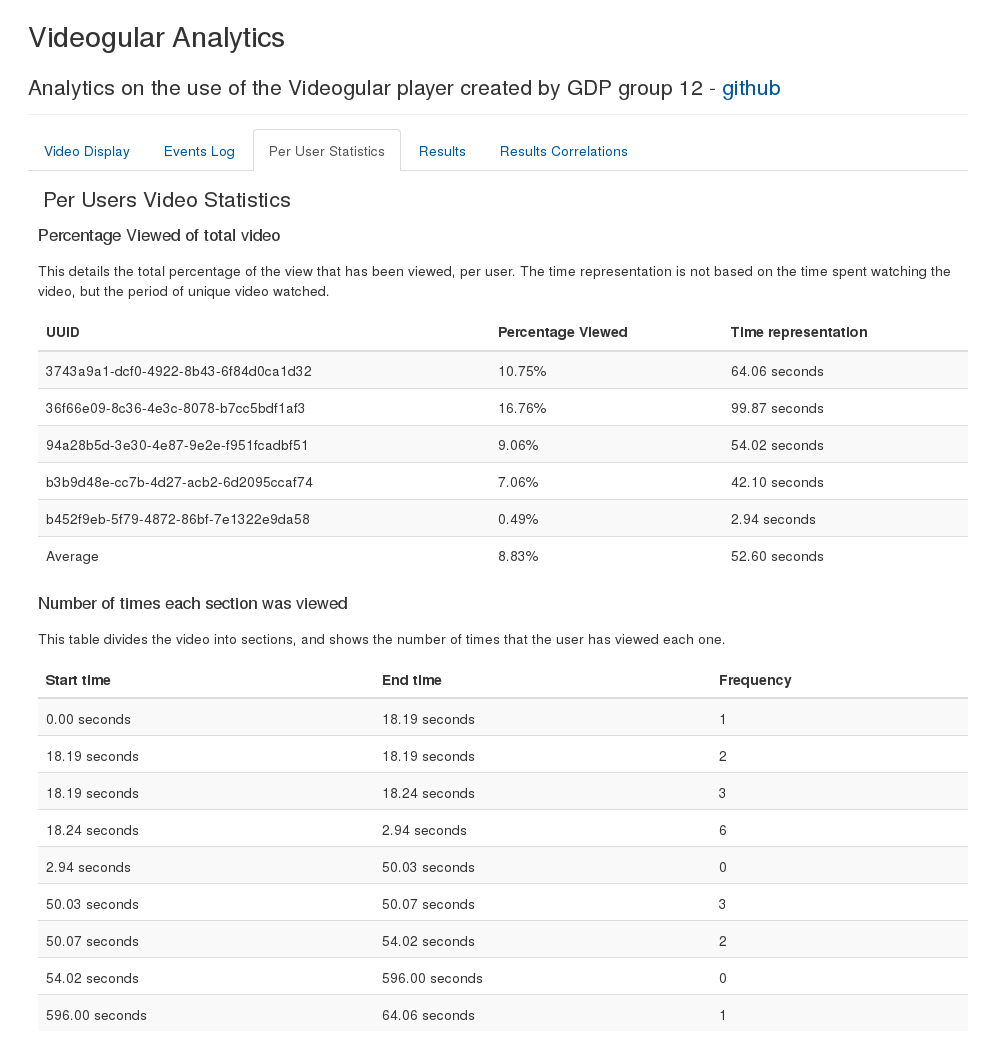 Videogular Analytics
Analytics on the use of the Videogular player created by GDP group 12 - github
Video Display Events Log Per User Statistics Results Results Correlations
Per Users Video Statistics
Percentage Viewed of total video
This details the total percentage of the view that has been viewed, per user. The time representation is not based on the time spent watching the
video, but the period of unique video watched.
UUID Percentage Viewed Time representation
3743a9a1-dcf0-4922-8b43-6f84d0ca1d32 10.75% 64.06 seconds
36f66e09-8c36-4e3c-8078-b7cc5bdf1af3 16.76% 99.87 seconds
94a28b5d-3e30-4e87-9e2e-f951fcadbf51 9.06% 54.02 seconds
b3b9d48e-cc7b-4d27-acb2-6d2095ccaf74 7.06% 42.10 seconds
b452f9eb-5f79-4872-86bf-7e1322e9da58 0.49% 2.94 seconds
Average 8.83% 52.60 seconds
Number of times each section was viewed
This table divides the video into sections, and shows the number of times that the user has viewed each one.
Start time End time Frequency
0.00 seconds 18.19 seconds 1
18.19 seconds 18.19 seconds 2
18.19 seconds 18.24 seconds 3
18.24 seconds 2.94 seconds 6
2.94 seconds 50.03 seconds 0
50.03 seconds 50.07 seconds 3
50.07 seconds 54.02 seconds 2
54.02 seconds 596.00 seconds 0
596.00 seconds 64.06 seconds 1